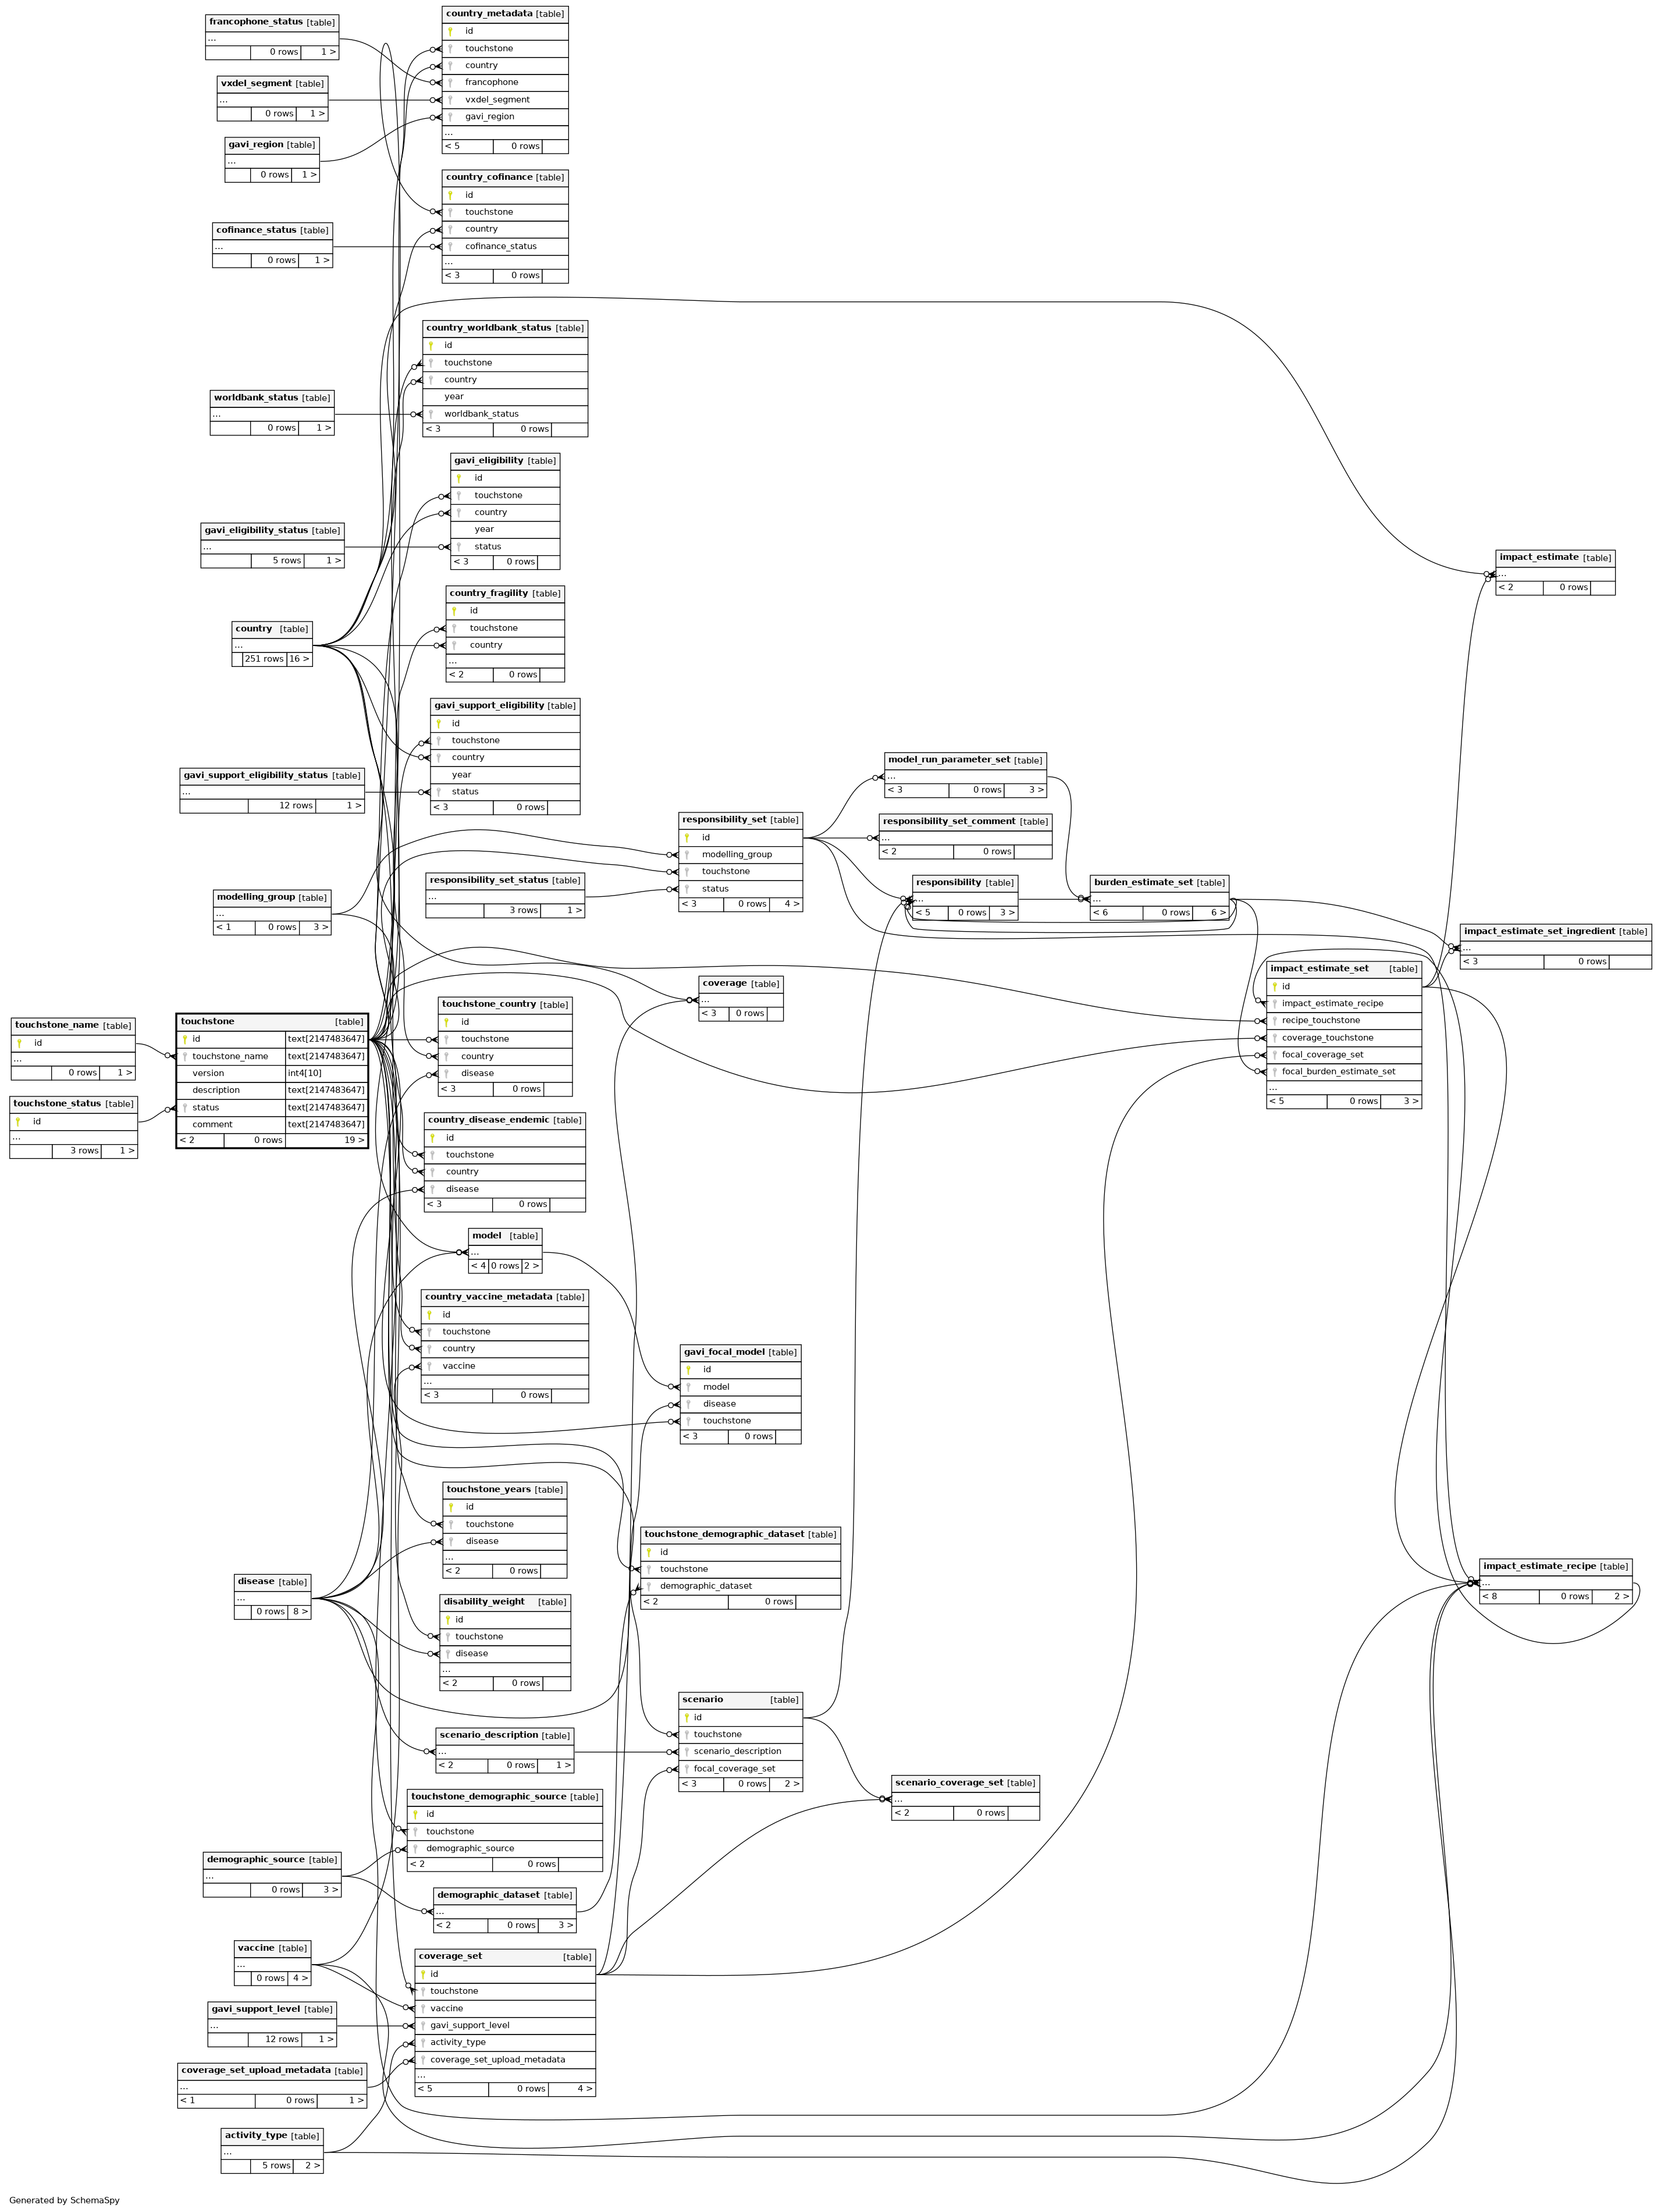 francophone_status [table]
...
0 rows 1 >
vxdel_segment [table]
...
0 rows 1 >
gavi_region [table]
...
0 rows 1 >
cofinance_status [table]
...
0 rows 1 >
worldbank_status [table]
...
0 rows 1 >
gavi_eligibility_status [table]
...
5 rows 1 >
country [table]
...
251 rows 16 >
gavi_support_eligibility_status [table]
...
12 rows 1 >
modelling_group [table]
...
< 1 0 rows 3 >
touchstone_name [table]
id
...
0 rows 1 >
touchstone_status [table]
id
...
3 rows 1 >
touchstone [table]
id text[2147483647]
touchstone_name text[2147483647]
version int4[10]
description text[2147483647]
status text[2147483647]
comment text[2147483647]
< 2 0 rows 19 >
disease [table]
...
0 rows 8 >
demographic_source [table]
...
0 rows 3 >
vaccine [table]
...
0 rows 4 >
gavi_support_level [table]
...
12 rows 1 >
coverage_set_upload_metadata [table]
...
< 1 0 rows 1 >
activity_type [table]
...
5 rows 2 >
country_metadata [table]
id
touchstone
country
francophone
vxdel_segment
gavi_region
...
< 5 0 rows
country_cofinance [table]
id
touchstone
country
cofinance_status
...
< 3 0 rows
country_worldbank_status [table]
id
touchstone
country
year
worldbank_status
< 3 0 rows
gavi_eligibility [table]
id
touchstone
country
year
status
< 3 0 rows
country_fragility [table]
id
touchstone
country
...
< 2 0 rows
gavi_support_eligibility [table]
id
touchstone
country
year
status
< 3 0 rows
responsibility_set_status [table]
...
3 rows 1 >
touchstone_country [table]
id
touchstone
country
disease
< 3 0 rows
country_disease_endemic [table]
id
touchstone
country
disease
< 3 0 rows
model [table]
...
< 4 0 rows 2 >
country_vaccine_metadata [table]
id
touchstone
country
vaccine
...
< 3 0 rows
touchstone_years [table]
id
touchstone
disease
...
< 2 0 rows
disability_weight [table]
id
touchstone
disease
...
< 2 0 rows
scenario_description [table]
...
< 2 0 rows 1 >
touchstone_demographic_source [table]
id
touchstone
demographic_source
< 2 0 rows
demographic_dataset [table]
...
< 2 0 rows 3 >
coverage_set [table]
id
touchstone
vaccine
gavi_support_level
activity_type
coverage_set_upload_metadata
...
< 5 0 rows 4 >
responsibility_set [table]
id
modelling_group
touchstone
status
< 3 0 rows 4 >
coverage [table]
...
< 3 0 rows
gavi_focal_model [table]
id
model
disease
touchstone
< 3 0 rows
touchstone_demographic_dataset [table]
id
touchstone
demographic_dataset
< 2 0 rows
scenario [table]
id
touchstone
scenario_description
focal_coverage_set
< 3 0 rows 2 >
model_run_parameter_set [table]
...
< 3 0 rows 3 >
responsibility_set_comment [table]
...
< 2 0 rows
responsibility [table]
...
< 5 0 rows 3 >
scenario_coverage_set [table]
...
< 2 0 rows
burden_estimate_set [table]
...
< 6 0 rows 6 >
impact_estimate_set [table]
id
impact_estimate_recipe
recipe_touchstone
coverage_touchstone
focal_coverage_set
focal_burden_estimate_set
...
< 5 0 rows 3 >
impact_estimate [table]
...
< 2 0 rows
impact_estimate_set_ingredient [table]
...
< 3 0 rows
impact_estimate_recipe [table]
...
< 8 0 rows 2 >
Generated by SchemaSpy